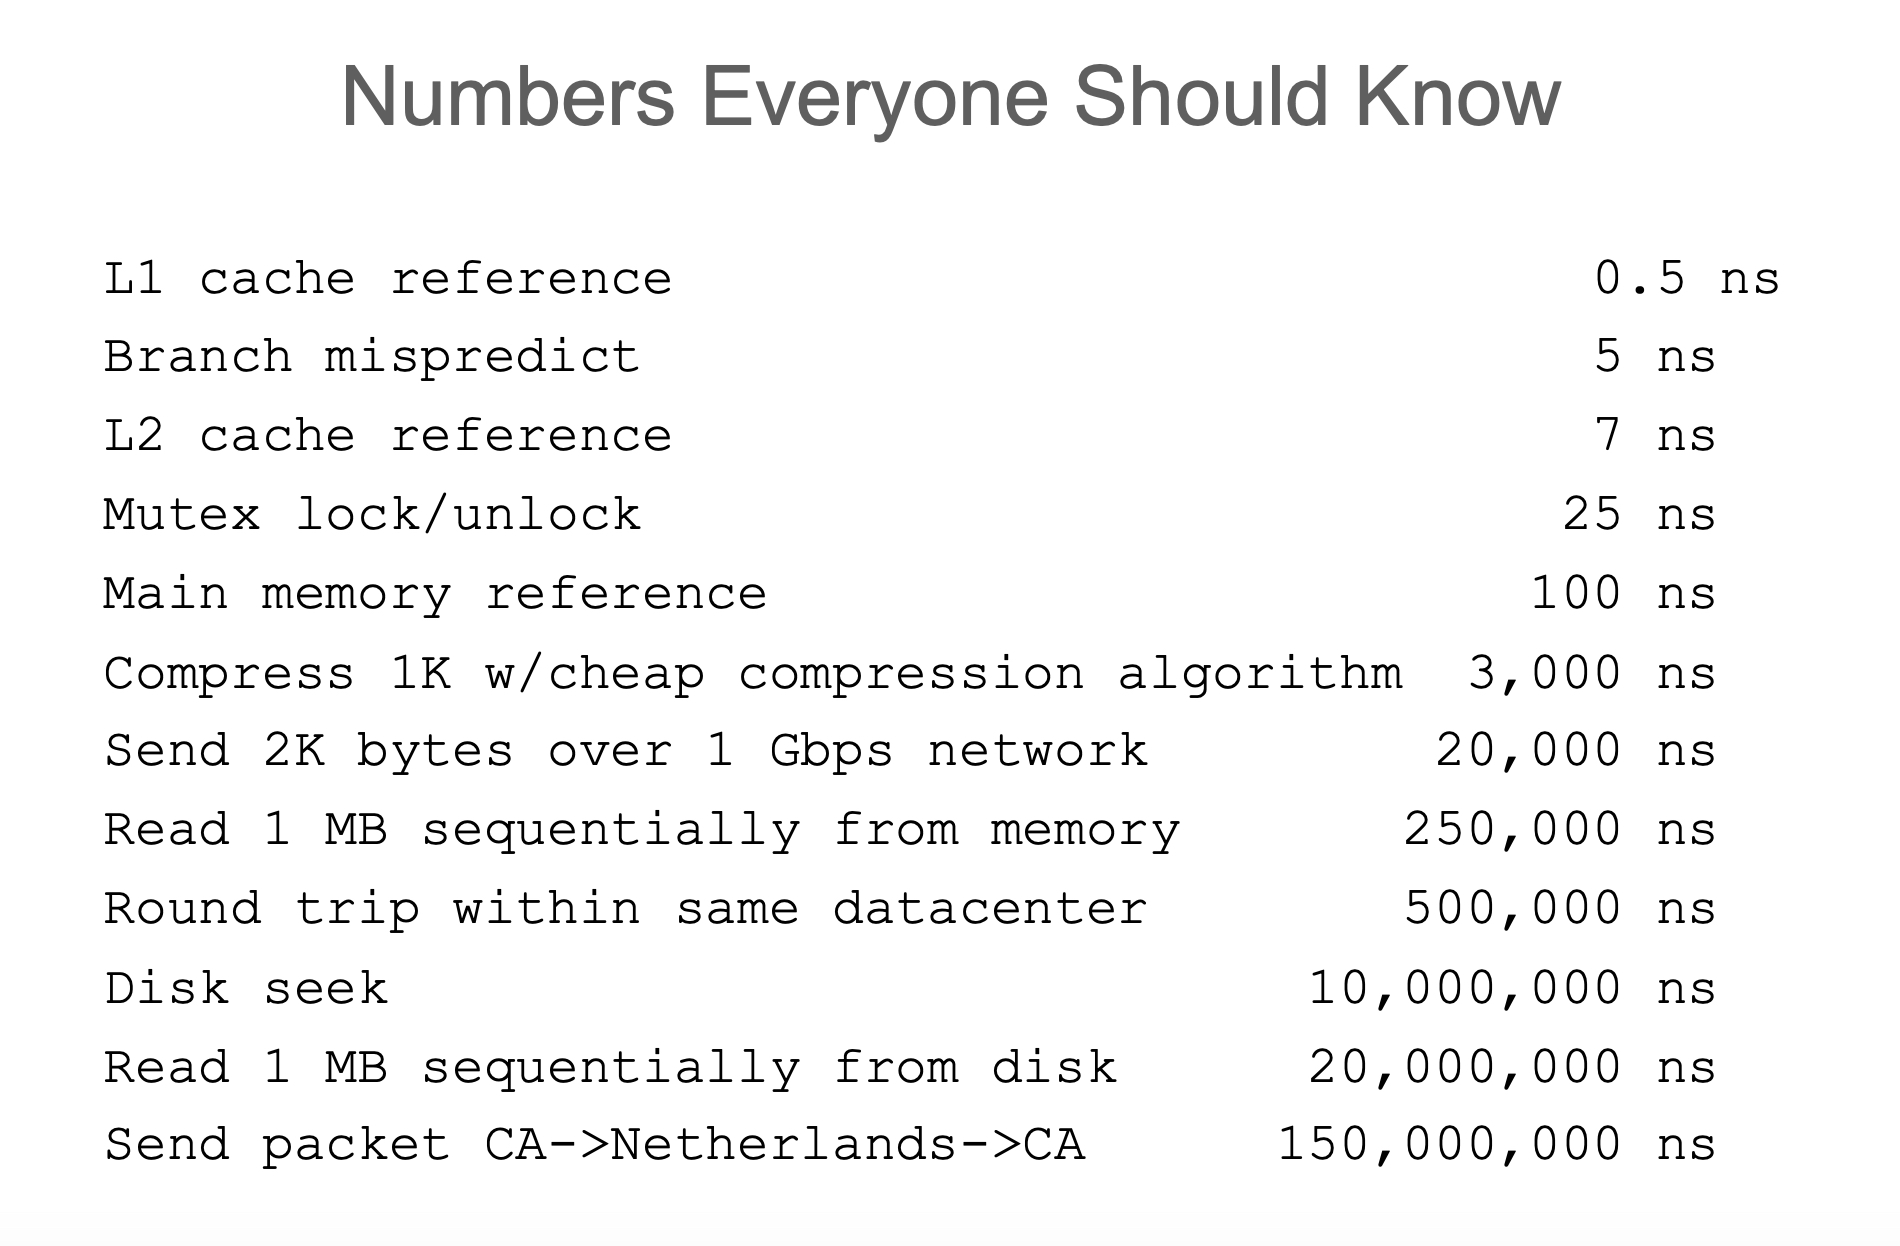 Numbers Everyone Should Know
L1 cache reference 0.5 ns
Branch mispredict 5 ns
L2 cache reference 7 ns
Mutex lock/unlock 25 ns
Main memory reference 100 ns
Compress 1K w/cheap compression algorithm 3,000 ns
Send 2K bytes over 1 Gbps network 20,000 ns
Read 1 MB sequentially from memory 250,000 ns
Round trip within same datacenter 500,000 ns
Disk seek 10,000,000 ns
Read 1 MB sequentially from disk 20,000,000 ns
Send packet CA->Netherlands->CA 150,000,000 ns